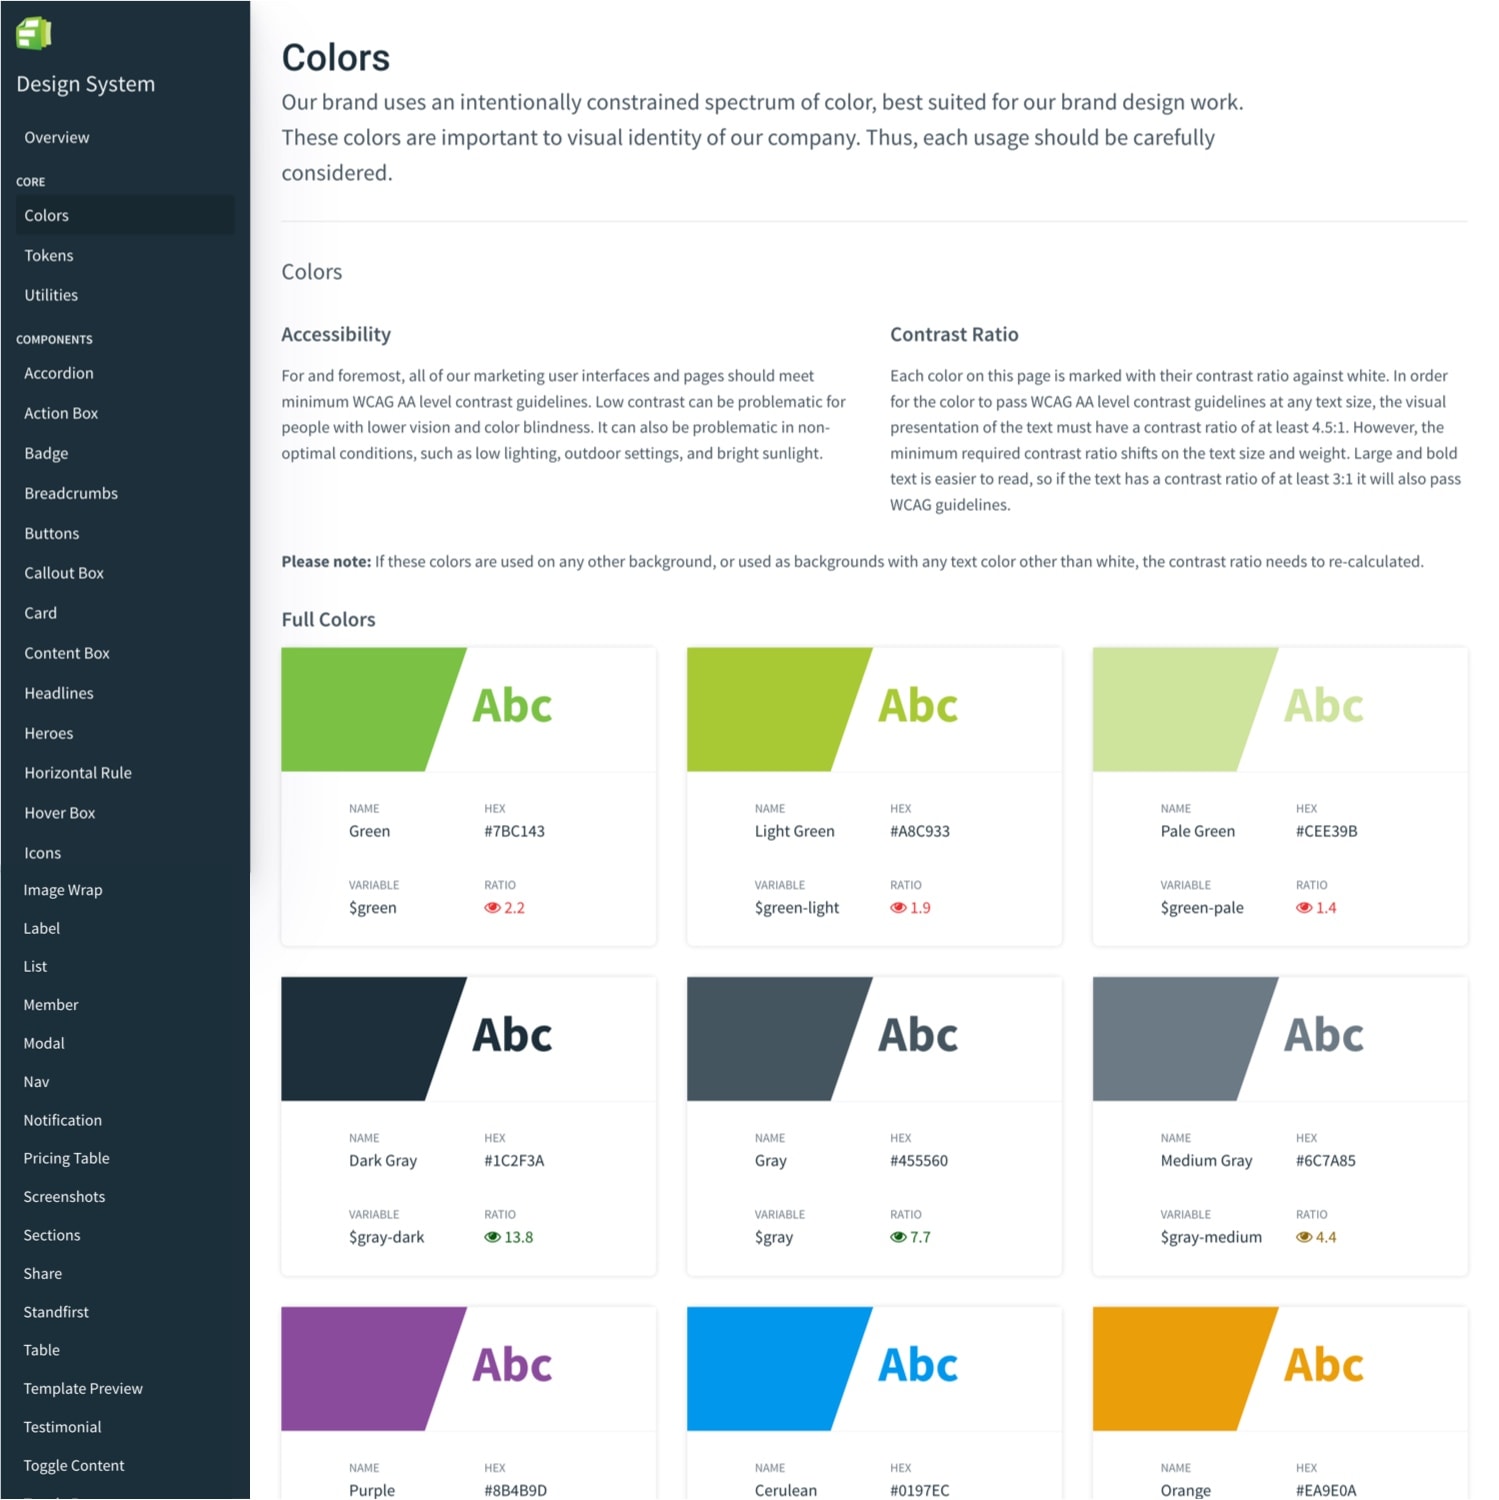 Design System
Overview
CORE
Colors
Tokens
Utilities
COMPONENTS
Accordion
Action Box
Badge
Breadcrumbs
Buttons
Callout Box
Card
Content Box
Headlines
Heroes
Horizontal Rule
Hover Box
Icons
Image Wrap
Label
List
Member
Modal
Nav
Notification
Pricing Table
Screenshots
Sections
Share
Standfirst
Table
Template Preview
Testimonial
Toggle Content
Colors
Our brand uses an intentionally constrained spectrum of color, best suited for our brand design work.
These colors are important to visual identity of our company. Thus, each usage should be carefully
considered.
Colors
Accessibility
For and foremost, all of our marketing user interfaces and pages should meet
minimum WCAG AA level contrast guidelines. Low contrast can be problematic for
people with lower vision and color blindness. It can also be problematic in non-
optimal conditions, such as low lighting, outdoor settings, and bright sunlight.
Contrast Ratio
Each color on this page is marked with their contrast ratio against white. In order
for the color to pass WCAG AA level contrast guidelines at any text size, the visual
presentation of the text must have a contrast ratio of at least 4.5:1. However, the
minimum required contrast ratio shifts on the text size and weight. Large and bold
text is easier to read, so if the text has a contrast ratio of at least 3:1 it will also pass
WCAG guidelines.
Please note: If these colors are used on any other background, or used as backgrounds with any text color other than white, the contrast ratio needs to re-calculated.
Full Colors
Abc
NAME HEX
Green #7BC143
VARIABLE RATIO
$green 2.2
Abc
NAME HEX
Light Green #A8C933
VARIABLE RATIO
$green-light 1.9
Abc
NAME HEX
Pale Green #CEE39B
VARIABLE RATIO
$green-pale 1.4
Abc
NAME HEX
Dark Gray #1C2F3A
VARIABLE RATIO
$gray-dark 13.8
Abc
NAME HEX
Gray #455560
VARIABLE RATIO
$gray 7.7
Abc
NAME HEX
Medium Gray #6C7A85
VARIABLE RATIO
$gray-medium 4.4
Abc
NAME HEX
Purple #8B4B9D
Abc
NAME HEX
Cerulean #0197EC
Abc
NAME HEX
Orange #EA9E0A